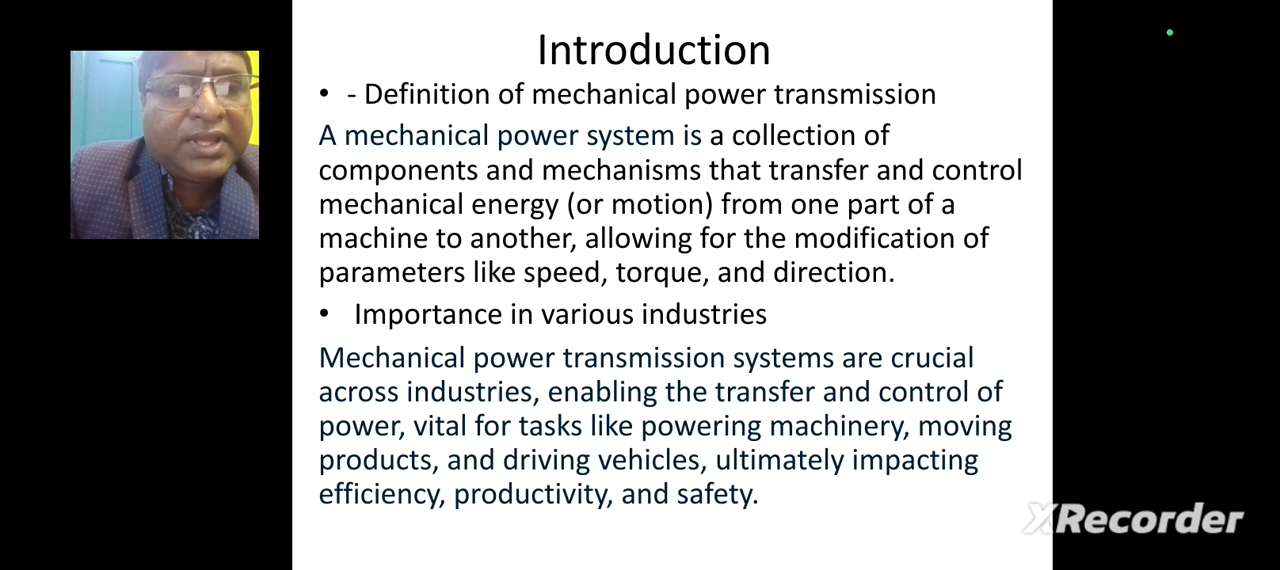 Introduction
• - Definition of mechanical power transmission
A mechanical power system is a collection of
components and mechanisms that transfer and control
mechanical energy (or motion) from one part of a
machine to another, allowing for the modification of
parameters like speed, torque, and direction.
• Importance in various industries
Mechanical power transmission systems are crucial
across industries, enabling the transfer and control of
power, vital for tasks like powering machinery, moving
products, and driving vehicles, ultimately impacting
efficiency, productivity, and safety.
XRecorder